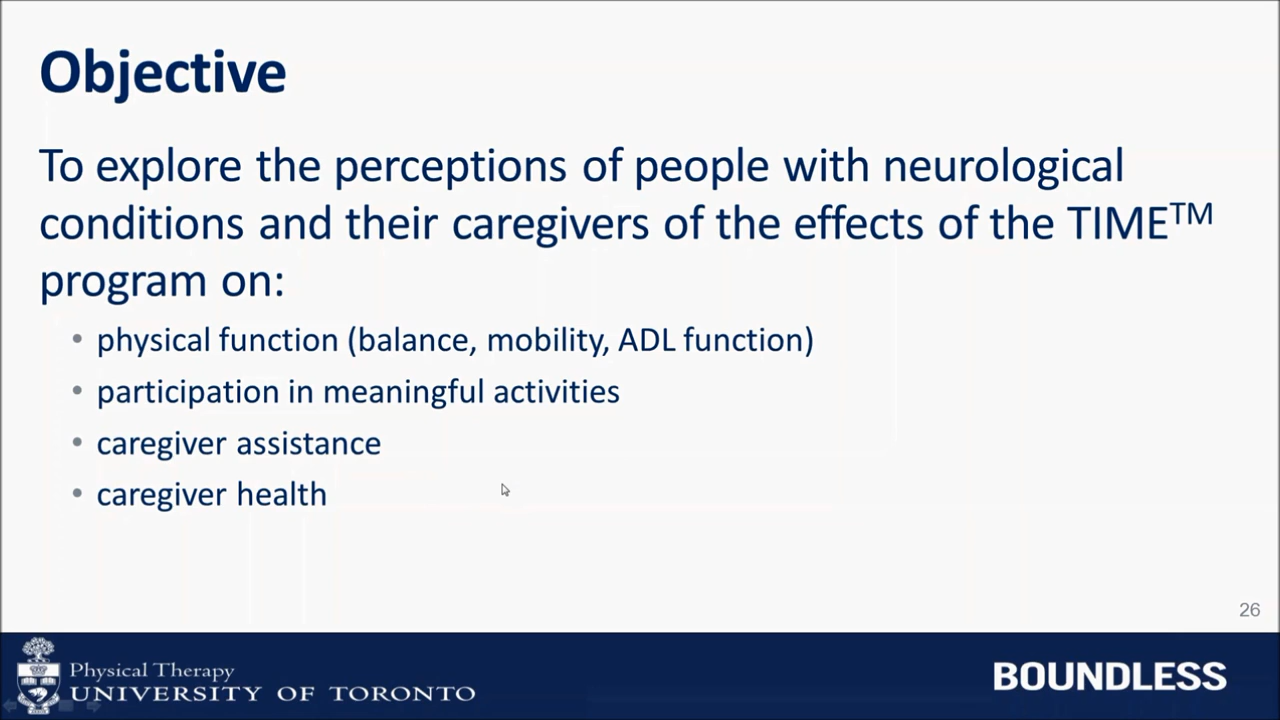 Objective
To explore the perceptions of people with neurological
conditions and their caregivers of the effects of the TIME™
program on:
• physical function (balance, mobility, ADL function)
• participation in meaningful activities
• caregiver assistance
• caregiver health
26
Physical Therapy
UNIVERSITY OF TORONTO
BOUNDLESS